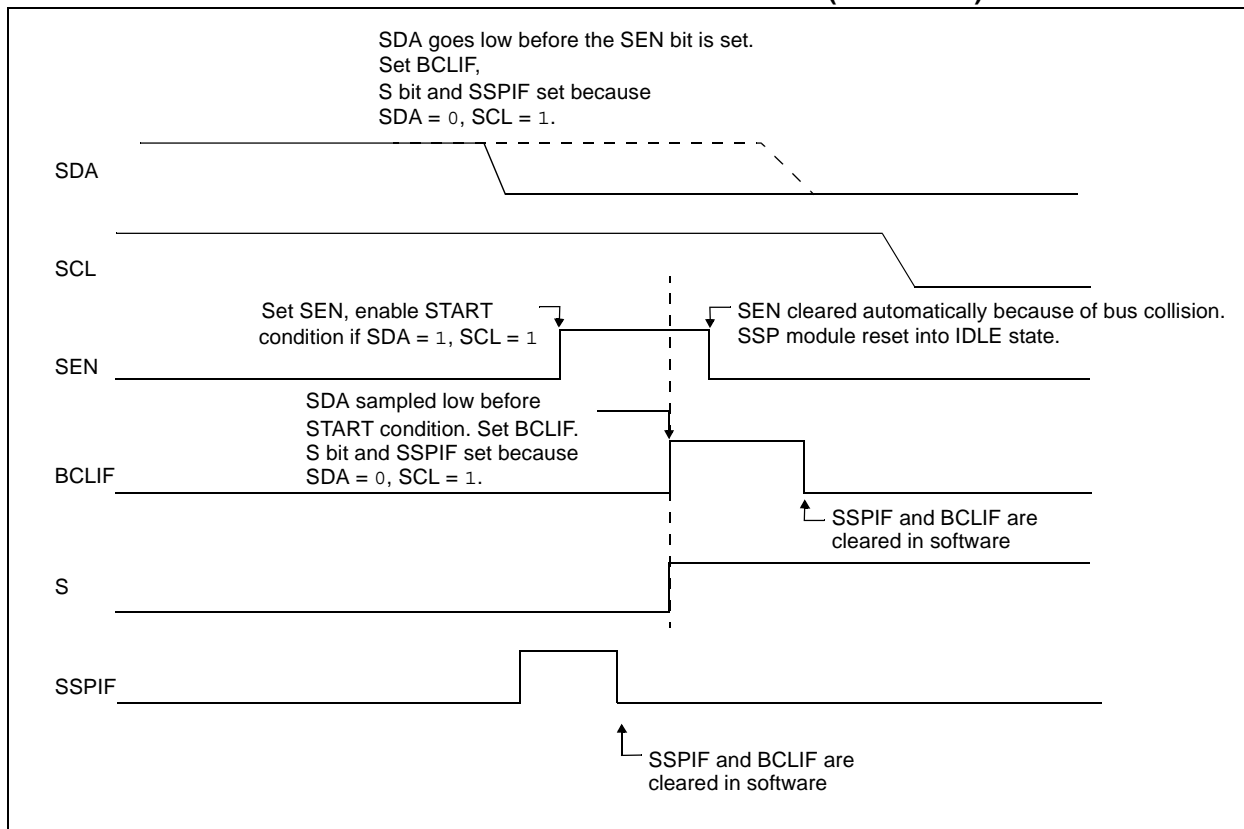 SDA goes low before the SEN bit is set.
Set BCLIF,
S bit and SSPIF set because
SDA = 0, SCL = 1.
SDA
SCL
Set SEN, enable START
condition if SDA = 1, SCL = 1
SEN cleared automatically because of bus collision.
SSP module reset into IDLE state.
SEN
SDA sampled low before
START condition. Set BCLIF.
S bit and SSPIF set because
SDA = 0, SCL = 1.
BCLIF
SSPIF and BCLIF are
cleared in software
S
SSPIF
SSPIF and BCLIF are
cleared in software